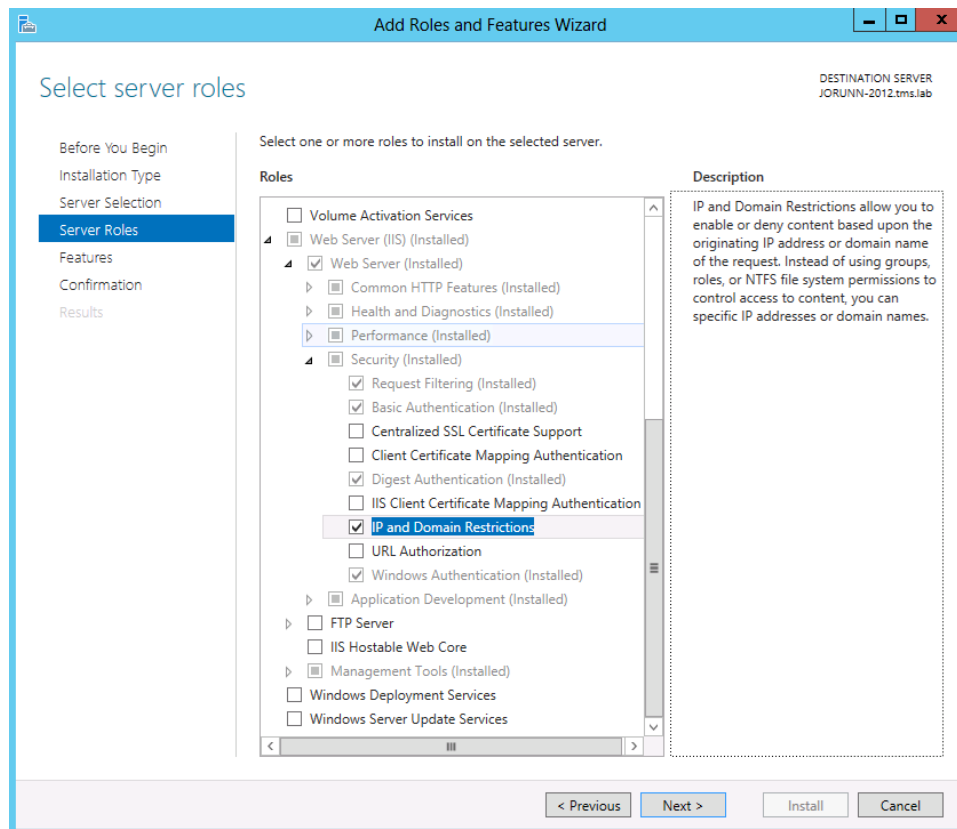 Add Roles and Features Wizard
Select server roles
DESTINATION SERVER
JORUNN-2012.tms.lab
Before You Begin
Installation Type
Server Selection
Server Roles
Features
Confirmation
Results
Select one or more roles to install on the selected server.
Roles
Volume Activation Services
Web Server (IIS) (Installed)
Web Server (Installed)
Common HTTP Features (Installed)
Health and Diagnostics (Installed)
Performance (Installed)
Security (Installed)
Request Filtering (Installed)
Basic Authentication (Installed)
Centralized SSL Certificate Support
Client Certificate Mapping Authentication
Digest Authentication (Installed)
IIS Client Certificate Mapping Authentication
IP and Domain Restrictions
URL Authorization
Windows Authentication (Installed)
Application Development (Installed)
FTP Server
IIS Hostable Web Core
Management Tools (Installed)
Windows Deployment Services
Windows Server Update Services
Description
IP and Domain Restrictions allow you to
enable or deny content based upon the
originating IP address or domain name
of the request. Instead of using groups,
roles, or NTFS file system permissions to
control access to content, you can
specific IP addresses or domain names.
< Previous
Next >
Install
Cancel